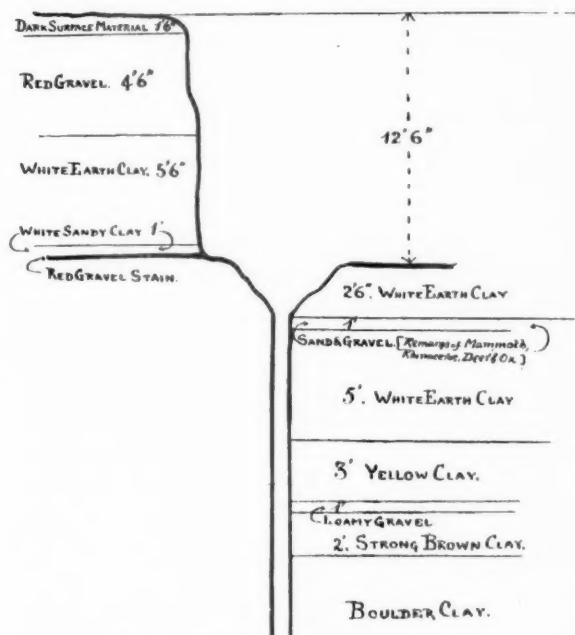 DARK SURFACE MATERIAL 1'6"
RED GRAVEL. 4'6"
WHITE EARTH CLAY. 5'6"
WHITE SANDY CLAY 1'
RED GRAVEL STAIN.
12'6"
2'6". WHITE EARTH CLAY
1'
SAND & GRAVEL. [Remains of Mammoth,
Rhinoceros, Deer & Ox]
5'. WHITE EARTH CLAY
3' YELLOW CLAY.
1'
LOAMY GRAVEL
2'. STRONG BROWN CLAY.
BOULDER CLAY.